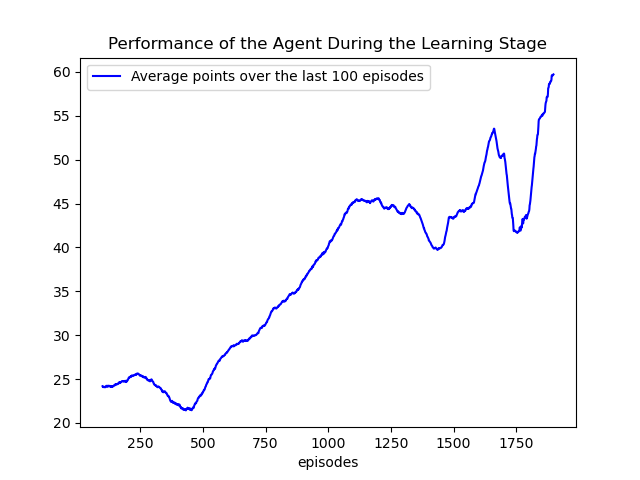 Performance of the Agent During the Learning Stage
Average points over the last 100 episodes
60
55
50
45
40
35
30
25
20
250 500 750 1000 1250 1500 1750
episodes